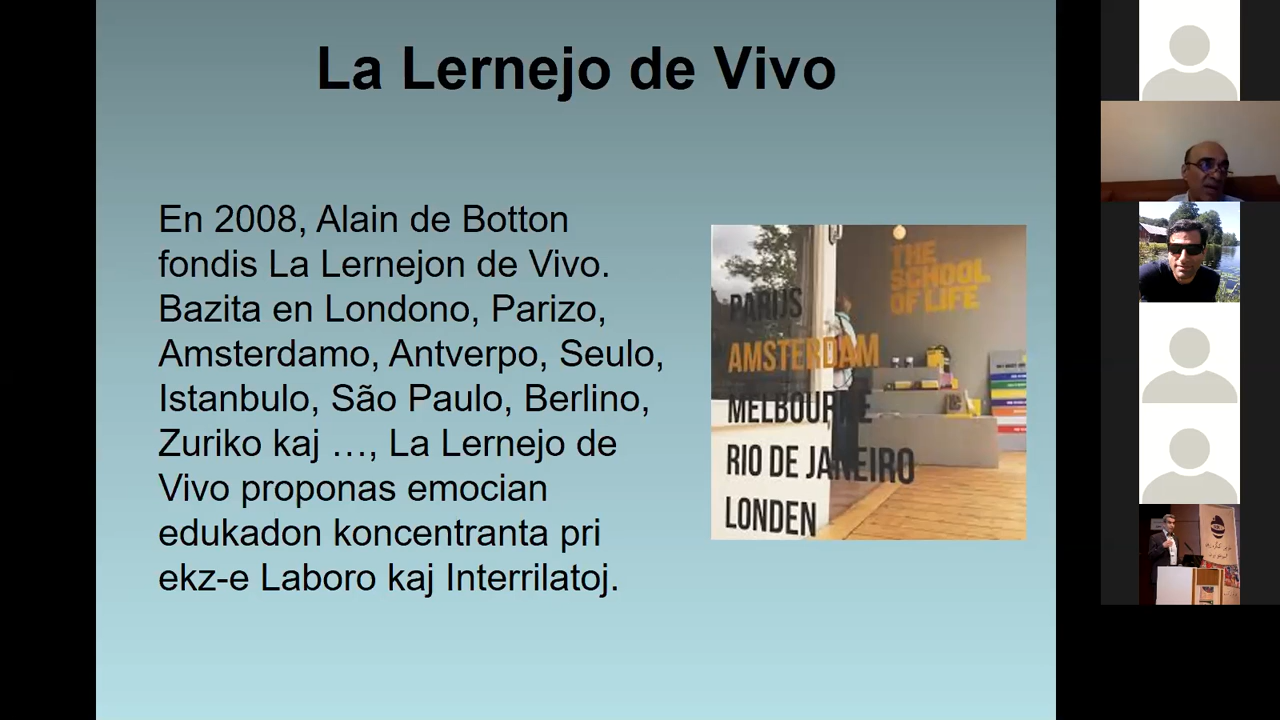 La Lernejo de Vivo
En 2008, Alain de Botton
fondis La Lernejon de Vivo.
Bazita en Londono, Parizo,
Amsterdamo, Antverpo, Seulo,
Istanbulo, São Paulo, Berlino,
Zuriko kaj …, La Lernejo de
Vivo proponas emocian
edukadon koncentranta pri
ekz-e Laboro kaj Interrilatoj.
THE
SCHOOL
OF LIFE
PARIJS
AMSTERDAM
MELBOURNE
RIO DE JANEIRO
LONDEN